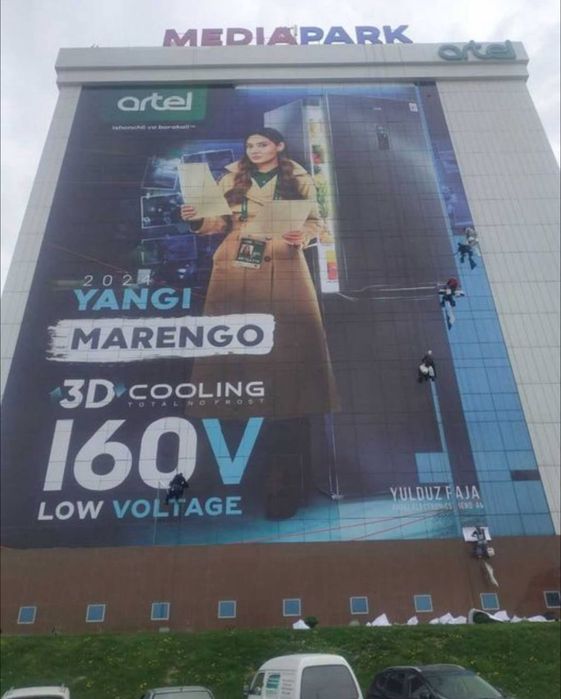 MEDIAPARK
artel
artel
ishonchli va barakali
2024
YANGI
MARENGO
3D COOLING
TOTAL NO FROST
160V
LOW VOLTAGE
YULDUZ RAJA